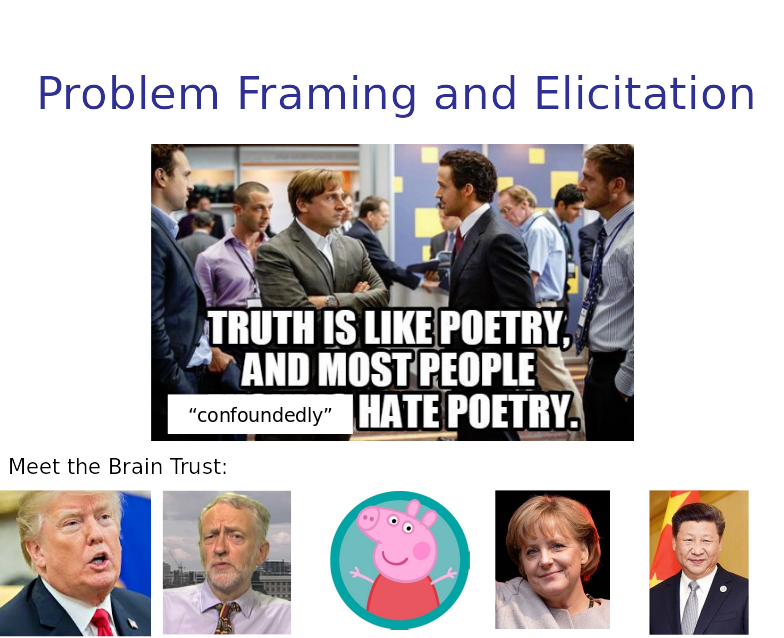 Problem Framing and Elicitation
TRUTH IS LIKE POETRY,
AND MOST PEOPLE
“confoundedly” HATE POETRY.
Meet the Brain Trust: